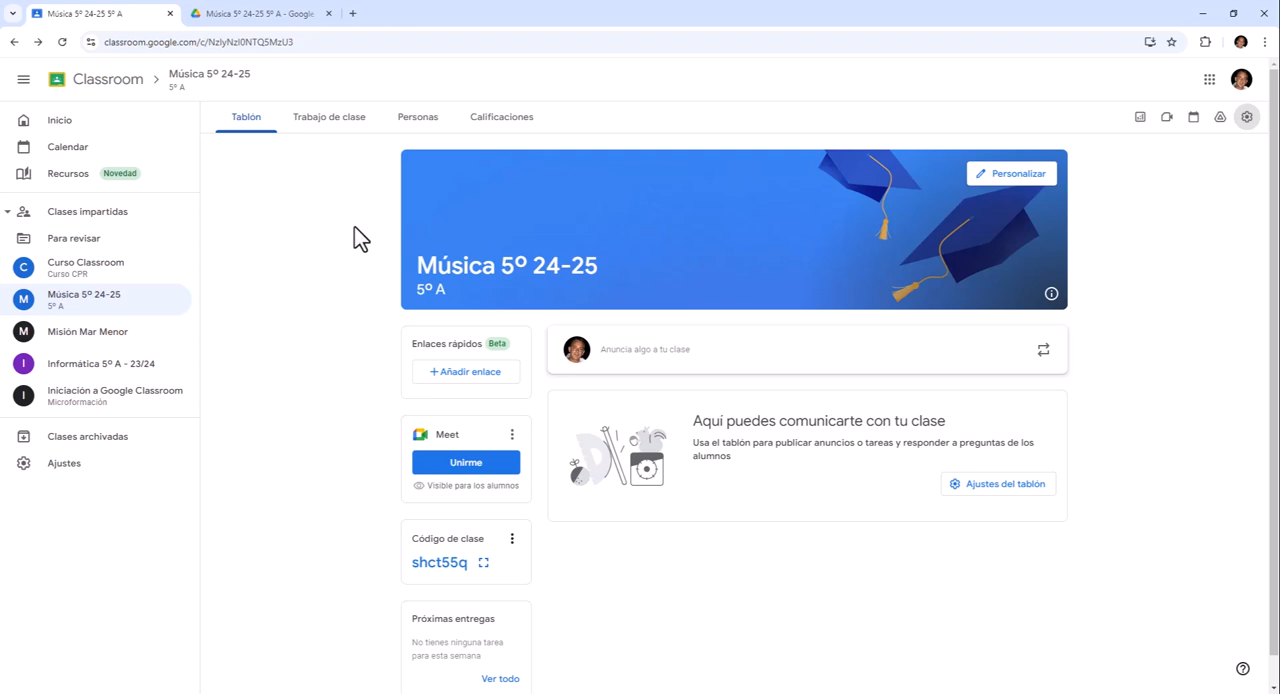 Música 5º 24-25 5º A
Música 5º 24-25 5º A - Google
classroom.google.com/c/NzIyNzI0NTQ5MzU3
Classroom
Música 5º 24-25
5º A
Tablón
Trabajo de clase
Personas
Calificaciones
Inicio
Calendar
Recursos Novedad
Clases impartidas
Para revisar
C
Curso Classroom
Curso CPR
M
Música 5º 24-25
5º A
M
Misión Mar Menor
I
Informática 5º A - 23/24
I
Iniciación a Google Classroom
Microformación
Clases archivadas
Ajustes
Personalizar
Música 5º 24-25
5º A
Enlaces rápidos Beta
+ Añadir enlace
Meet
Unirme
Visible para los alumnos
Código de clase
shct55q
Próximas entregas
No tienes ninguna tarea
para esta semana
Ver todo
Anuncia algo a tu clase
Aquí puedes comunicarte con tu clase
Usa el tablón para publicar anuncios o tareas y responder a preguntas de los
alumnos
Ajustes del tablón